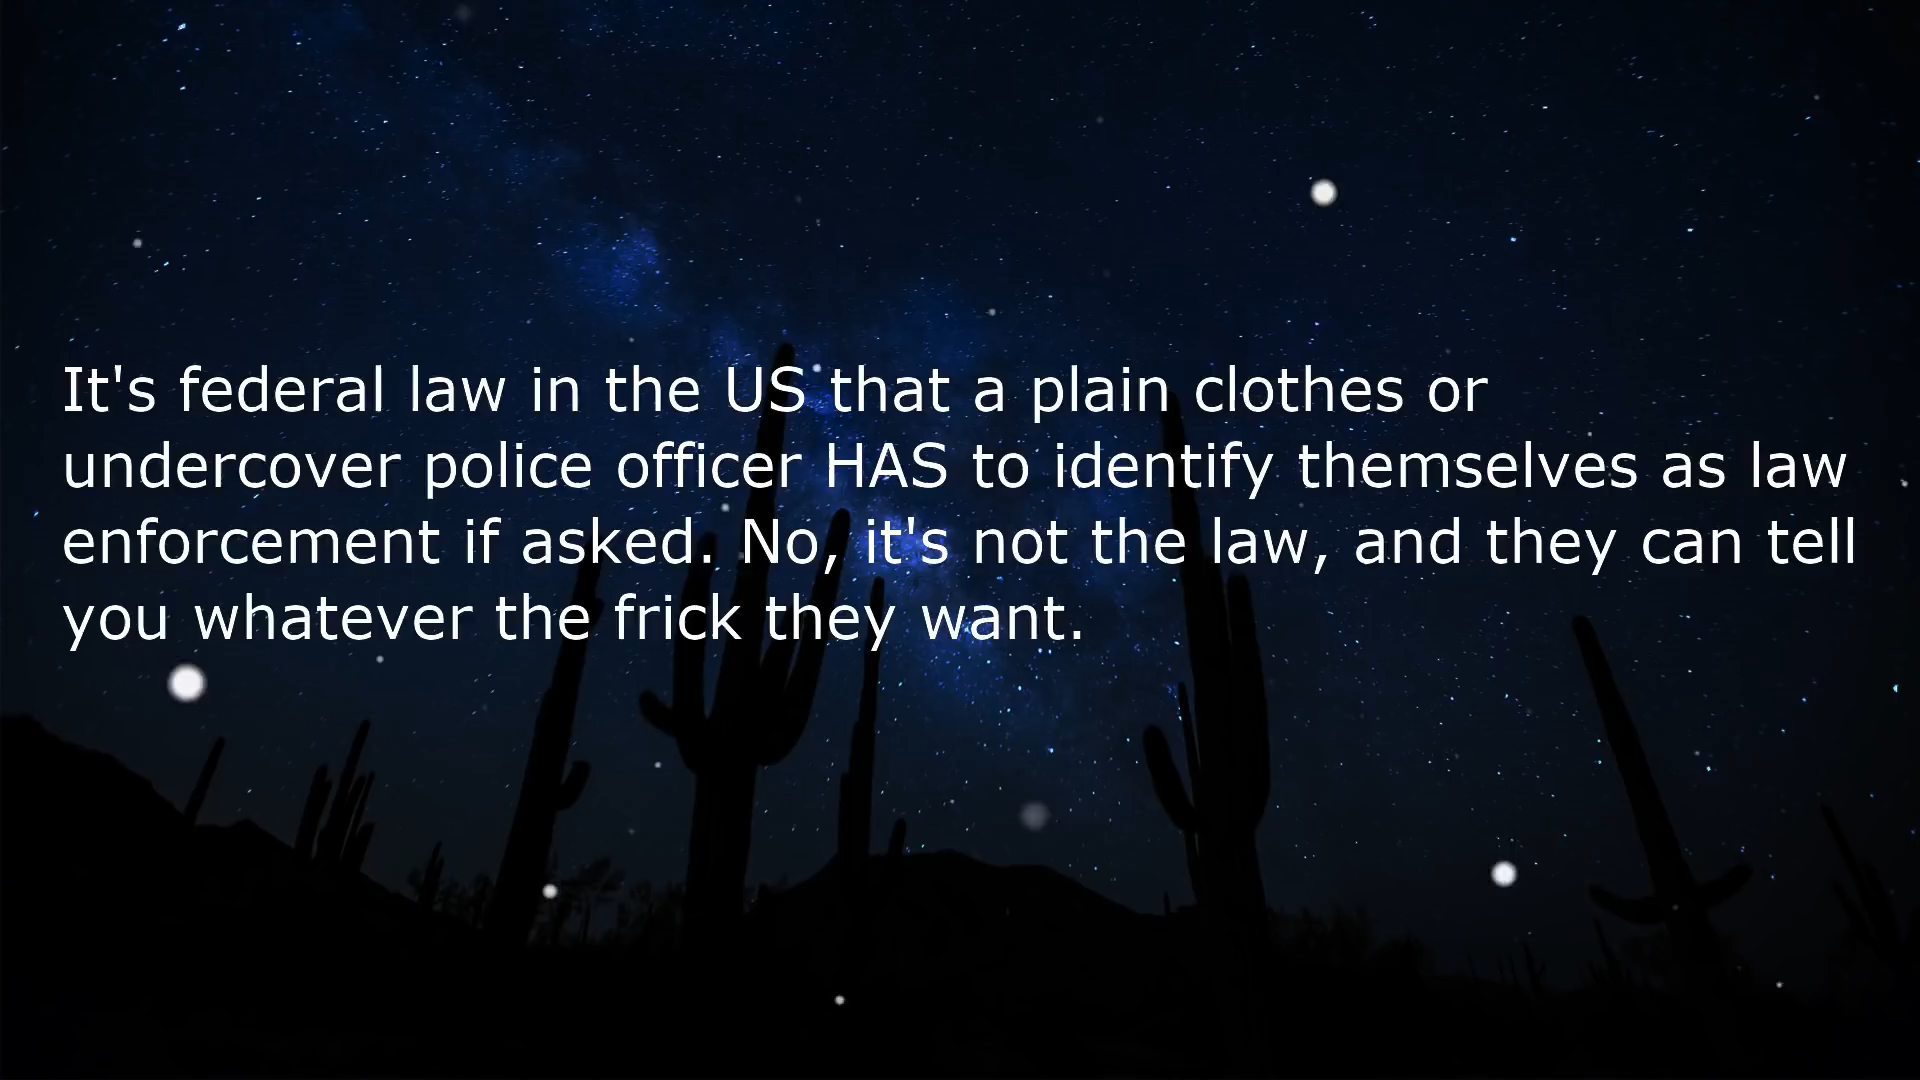 It's federal law in the US that a plain clothes or
undercover police officer HAS to identify themselves as law
enforcement if asked. No, it's not the law, and they can tell
you whatever the frick they want.